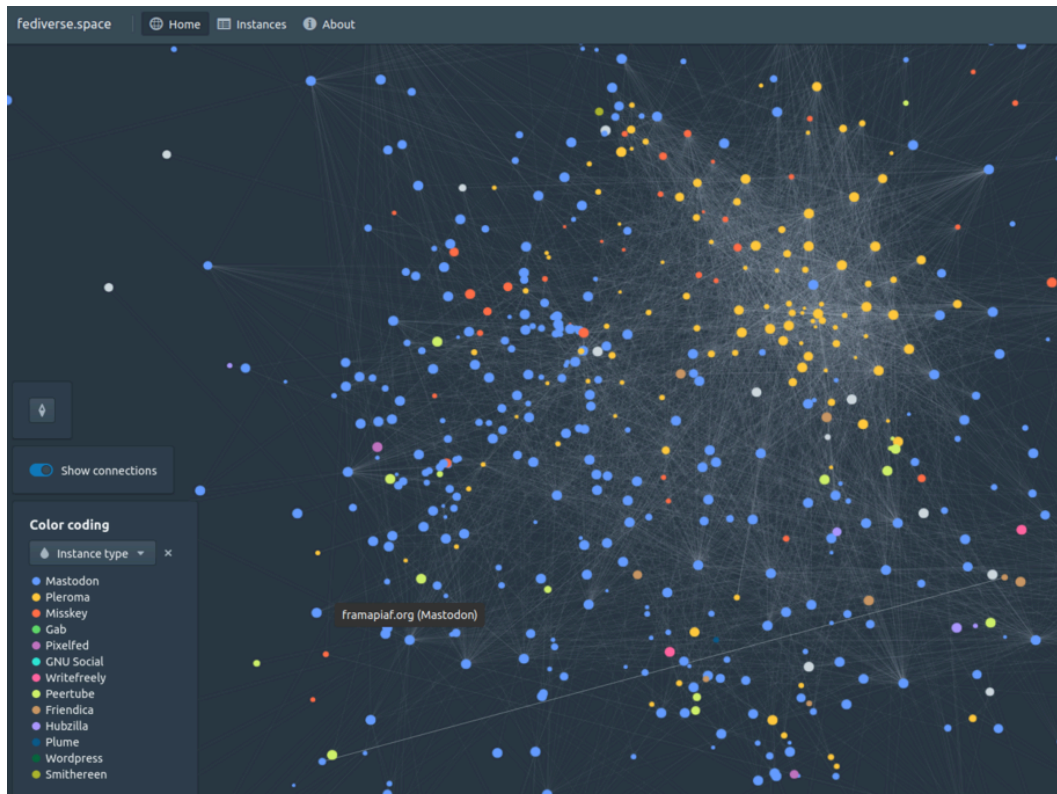 fediverse.space
Home
Instances
About
Show connections
Color coding
Instance type
Mastodon
Pleroma
Misskey
Gab
Pixelfed
GNU Social
Writefreely
Peertube
Friendica
Hubzilla
Plume
Wordpress
Smithereen
framapiaf.org (Mastodon)